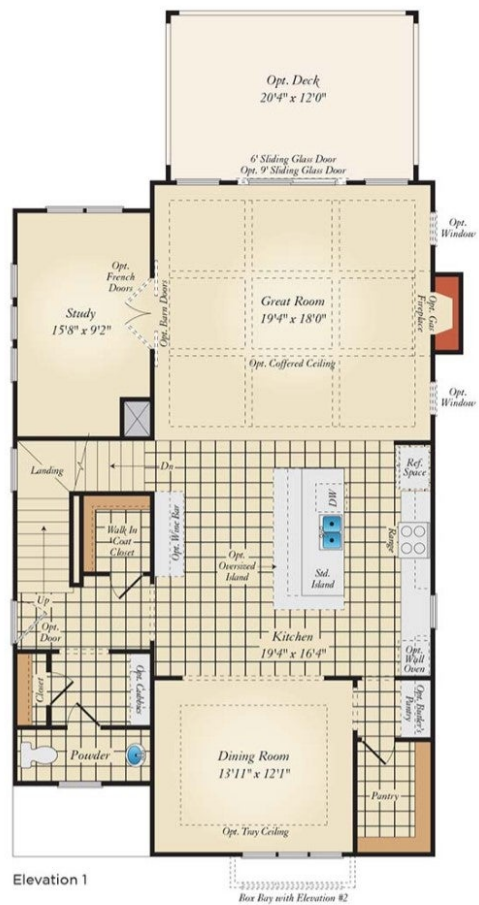 Opt. Deck
20'4" x 12'0"
6' Sliding Glass Door
Opt. 9' Sliding Glass Door
Opt.
Window
Opt.
French
Doors
Opt. Barn Doors
Study
15'8" x 9'2"
Great Room
19'4" x 18'0"
Opt. Gas
Fireplace
Opt. Coffered Ceiling
Opt.
Window
Landing
Dn
Ref.
Space
DW
Walk In
Coat
Closet
Opt. Wine Bar
Range
Opt.
Oversized
Island
Std.
Island
Up
Opt.
Door
Kitchen
19'4" x 16'4"
Opt.
Wall
Oven
Closet
Opt. Cubbies
Opt. Butler's
Pantry
Powder
Dining Room
13'11" x 12'1"
Pantry
Opt. Tray Ceiling
Elevation 1
Box Bay with Elevation #2